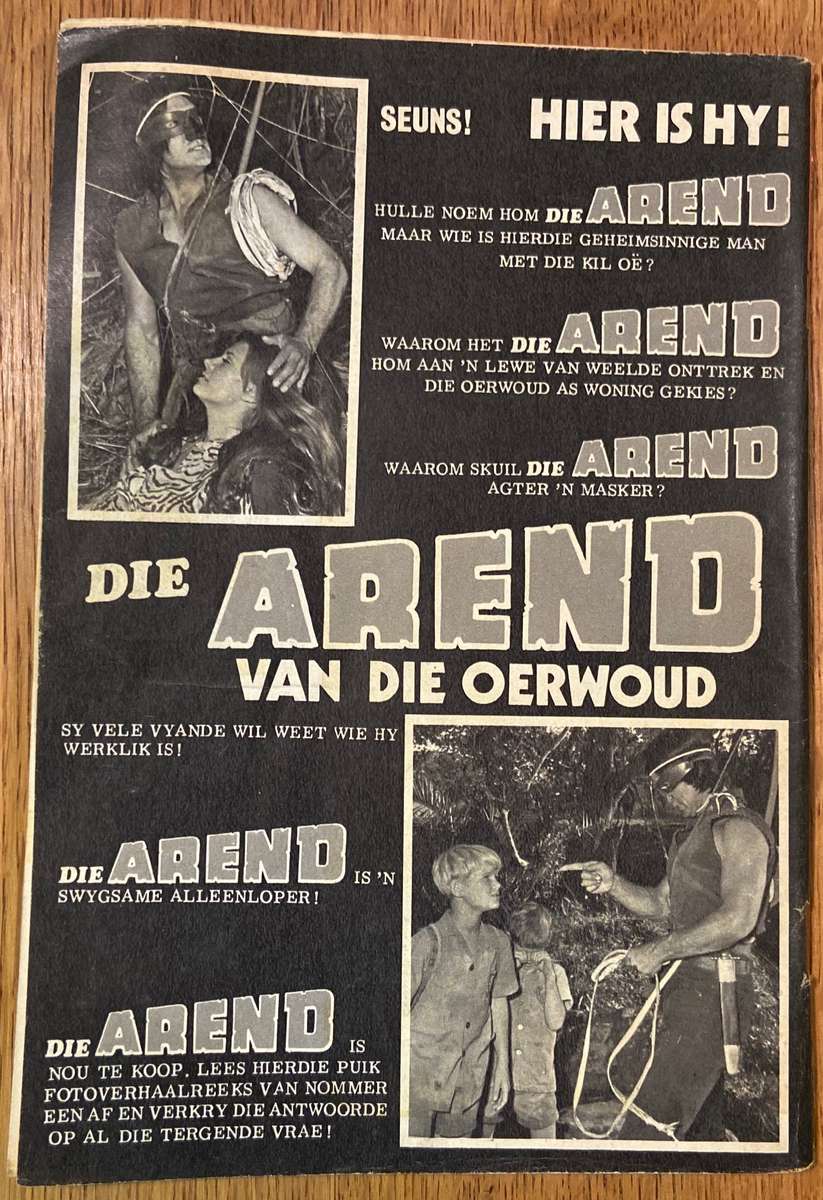 SEUNS! HIER IS HY!
HULLE NOEM HOM DIE AREND
MAAR WIE IS HIERDIE GEHEIMSINNIGE MAN
MET DIE KIL OË?
WAAROM HET DIE AREND
HOM AAN 'N LEWE VAN WEELDE ONTTREK EN
DIE OERWOUD AS WONING GEKIES?
WAAROM SKUIL DIE AREND
AGTER 'N MASKER?
DIE AREND
VAN DIE OERWOUD
SY VELE VYANDE WIL WEET WIE HY
WERKLIK IS!
DIE AREND IS 'N
SWYGSAME ALLEENLOPER!
DIE AREND IS
NOU TE KOOP. LEES HIERDIE PUIK
FOTOVERHAALREEKS VAN NOMMER
EEN AF EN VERKRY DIE ANTWOORDE
OP AL DIE TERGENDE VRAE!